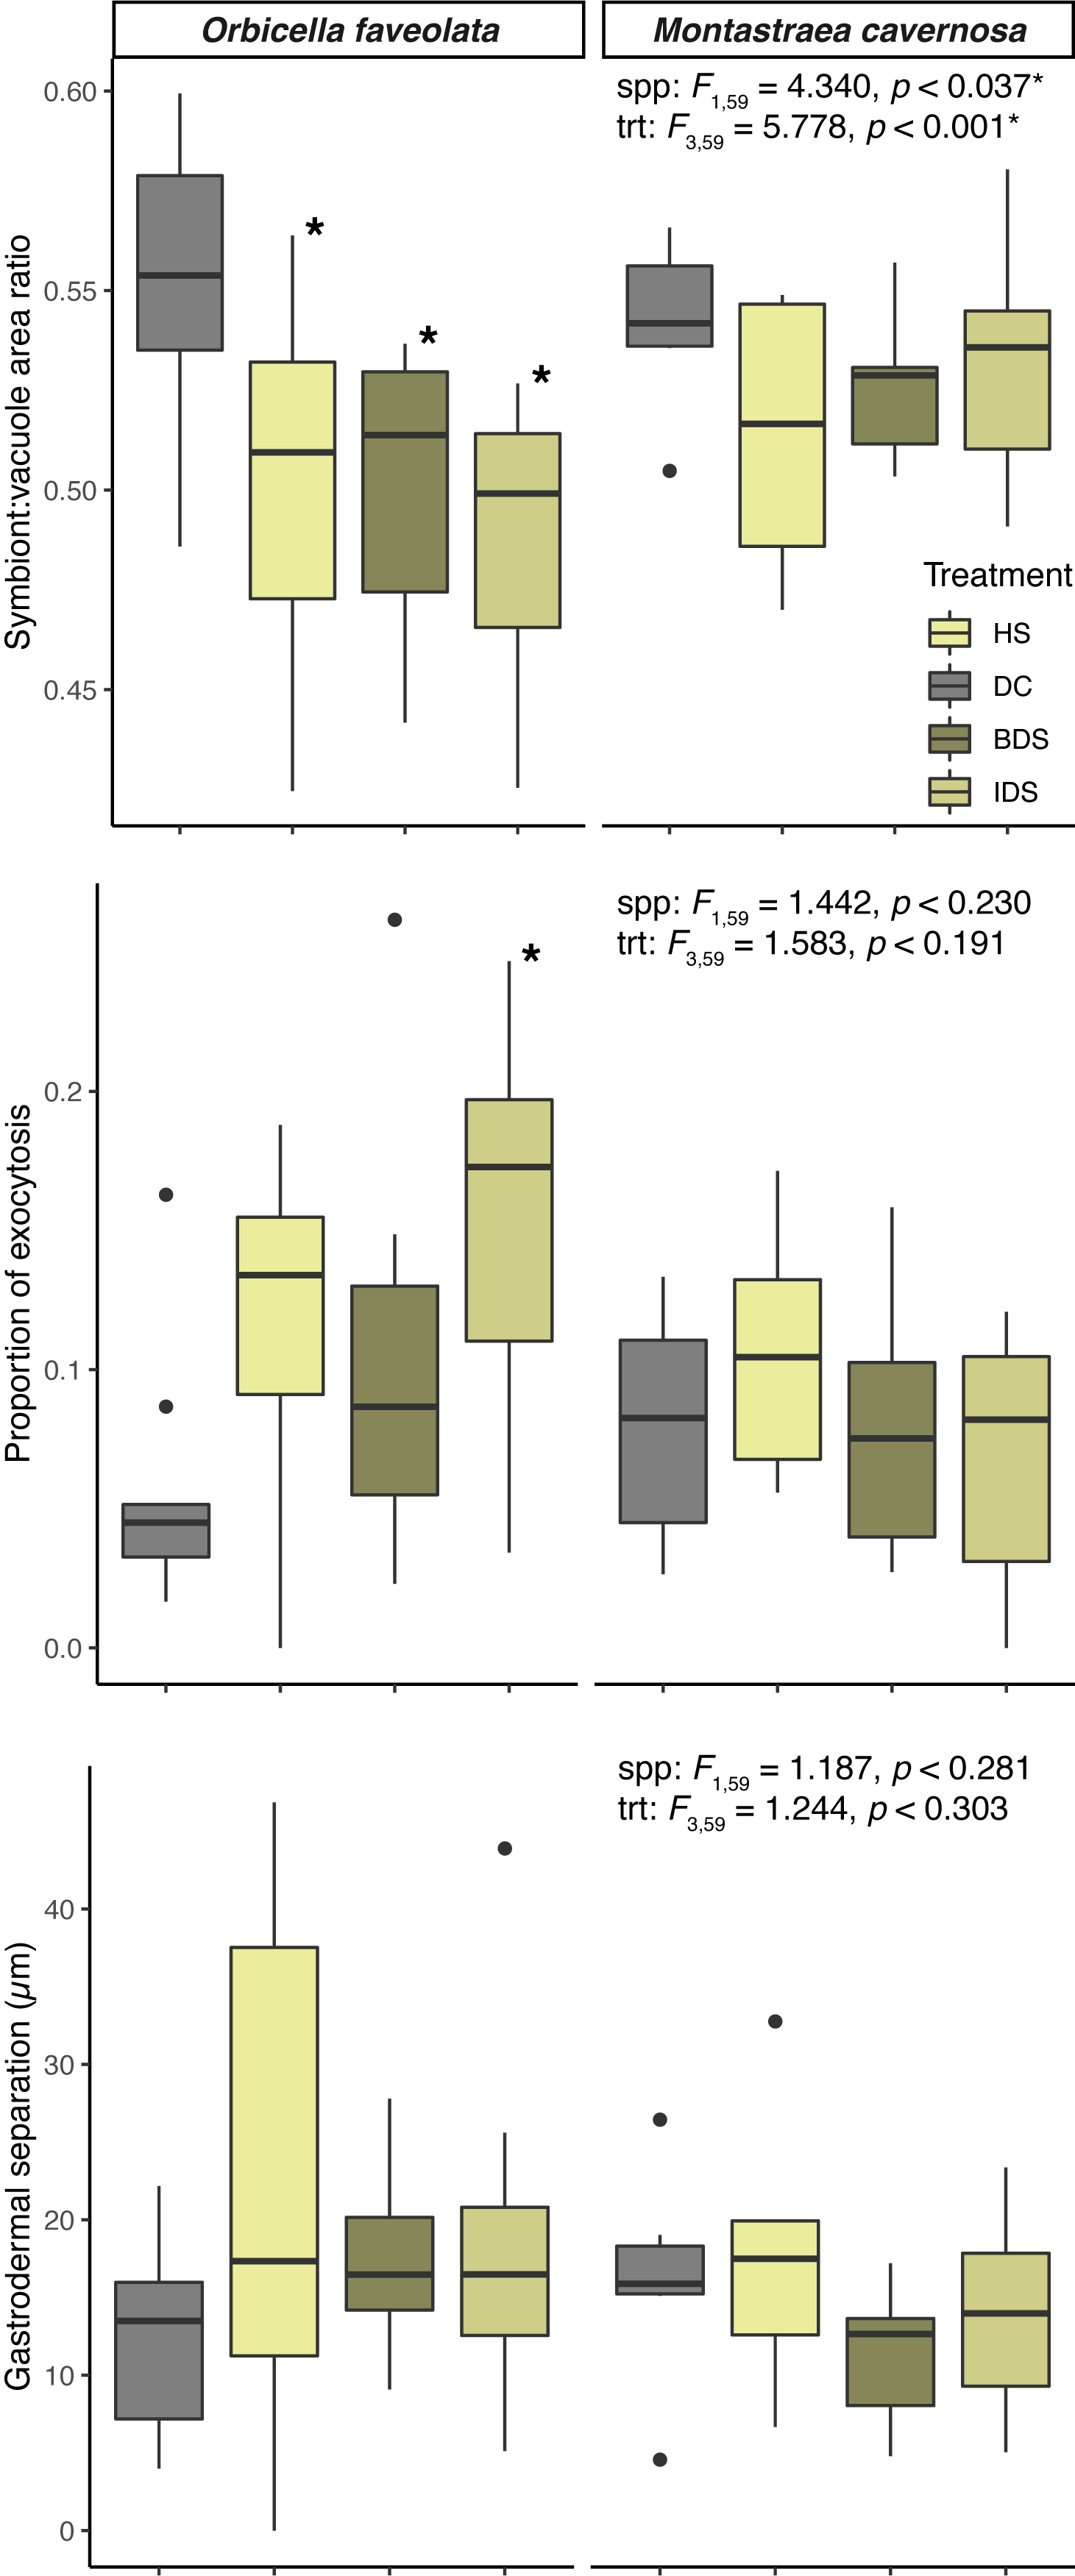 Orbicella faveolata
Montastraea cavernosa
spp: F1,59 = 4.340, p < 0.037*
trt: F3,59 = 5.778, p < 0.001*
Symbiont:vacuole area ratio
0.60
0.55
0.50
0.45
*
*
*
Treatment
HS
DC
BDS
IDS
spp: F1,59 = 1.442, p < 0.230
trt: F3,59 = 1.583, p < 0.191
Proportion of exocytosis
0.2
0.1
0.0
*
spp: F1,59 = 1.187, p < 0.281
trt: F3,59 = 1.244, p < 0.303
Gastrodermal separation (µm)
40
30
20
10
0